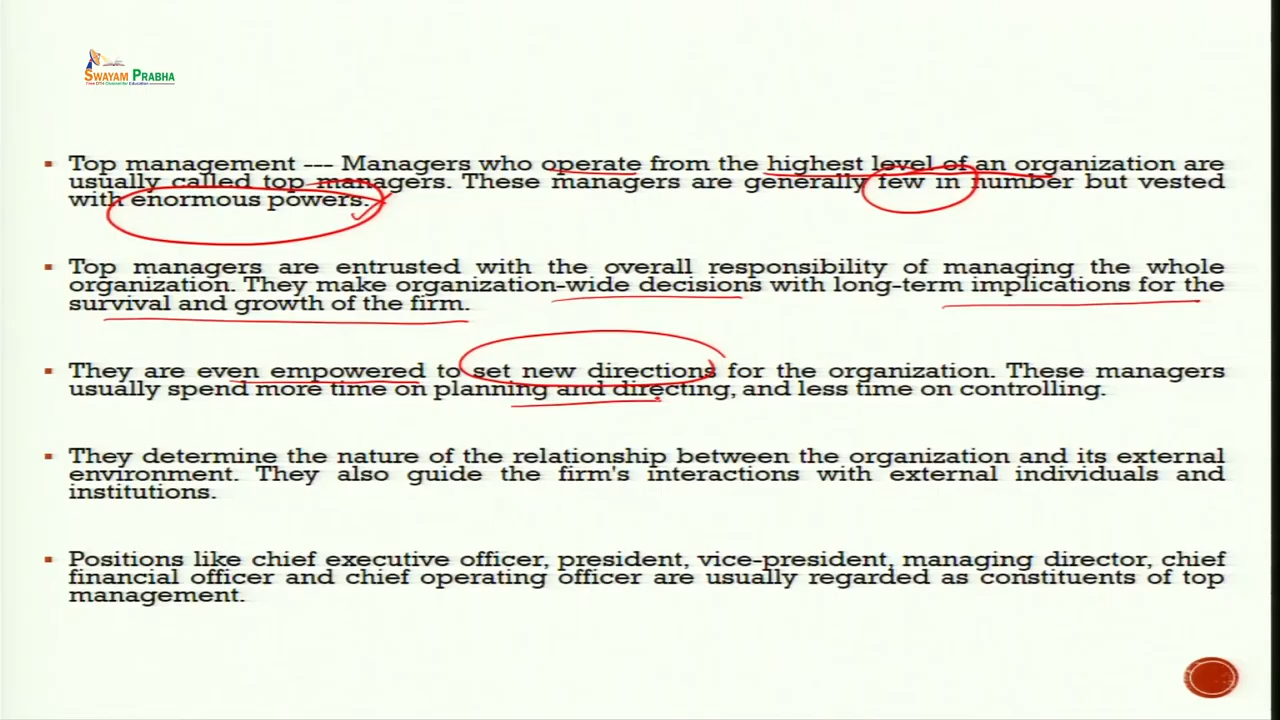 SWAYAM PRABHA
Top management --- Managers who operate from the highest level of an organization are
usually called top managers. These managers are generally few in number but vested
with enormous powers.
Top managers are entrusted with the overall responsibility of managing the whole
organization. They make organization-wide decisions with long-term implications for the
survival and growth of the firm.
They are even empowered to set new directions for the organization. These managers
usually spend more time on planning and directing, and less time on controlling.
They determine the nature of the relationship between the organization and its external
environment. They also guide the firm's interactions with external individuals and
institutions.
Positions like chief executive officer, president, vice-president, managing director, chief
financial officer and chief operating officer are usually regarded as constituents of top
management.